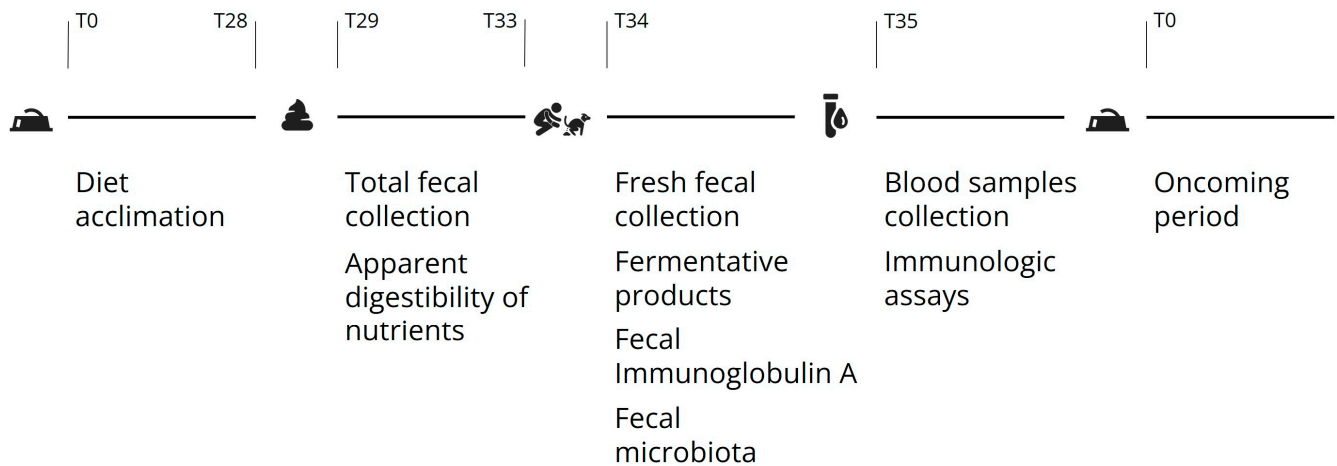 T0
T28
T29
T33
T34
T35
T0
Diet
acclimation
Total fecal
collection
Apparent
digestibility of
nutrients
Fresh fecal
collection
Fermentative
products
Fecal
Immunoglobulin A
Fecal
microbiota
Blood samples
collection
Immunologic
assays
Oncoming
period